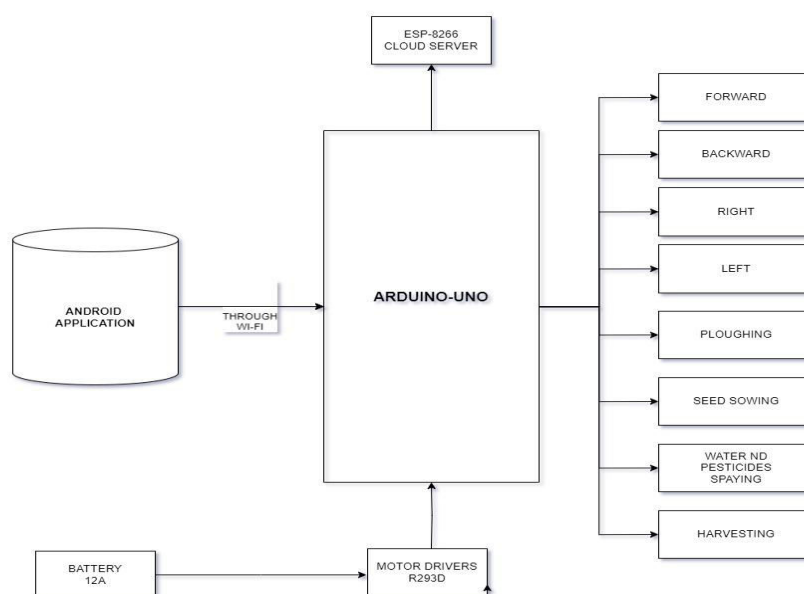 ESP-8266
CLOUD SERVER
FORWARD
BACKWARD
RIGHT
LEFT
ANDROID
APPLICATION
THROUGH
WI-FI
ARDUINO-UNO
PLOUGHING
SEED SOWING
WATER ND
PESTICIDES
SPAYING
HARVESTING
BATTERY
12A
MOTOR DRIVERS
R293D